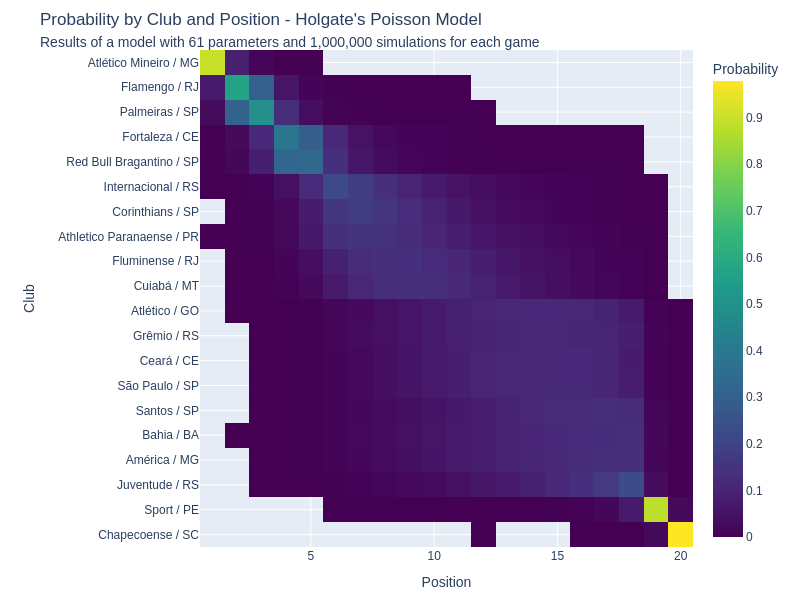 Probability by Club and Position - Holgate's Poisson Model
Results of a model with 61 parameters and 1,000,000 simulations for each game
Probability
Club
Atlético Mineiro / MG
Flamengo / RJ
Palmeiras / SP
Fortaleza / CE
Red Bull Bragantino / SP
Internacional / RS
Corinthians / SP
Athletico Paranaense / PR
Fluminense / RJ
Cuiabá / MT
Atlético / GO
Grêmio / RS
Ceará / CE
São Paulo / SP
Santos / SP
Bahia / BA
América / MG
Juventude / RS
Sport / PE
Chapecoense / SC
0.9
0.8
0.7
0.6
0.5
0.4
0.3
0.2
0.1
0
5 10 15 20
Position